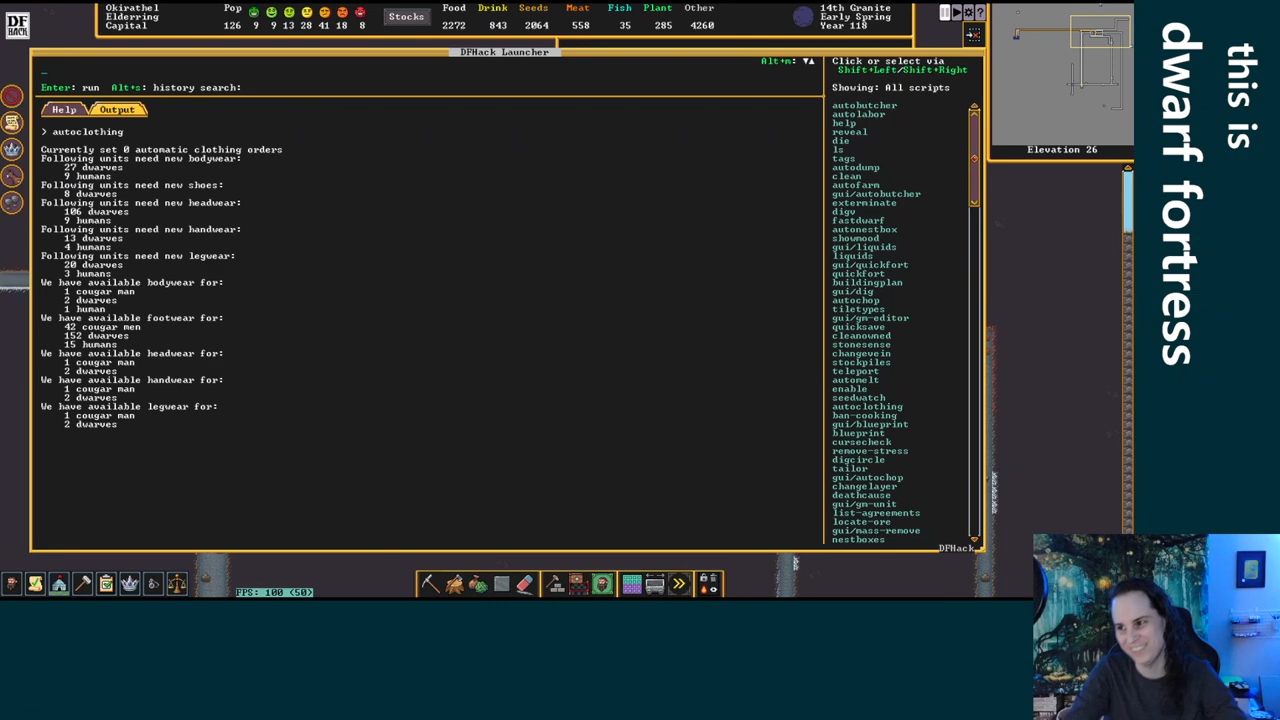 DF
HACK
Okirathel
Elderring
Capital
Pop
126 9 9 13 28 41 18 8
Stocks
Food Drink Seeds Meat Fish Plant Other
2272 843 2064 558 35 285 4260
14th Granite
Early Spring
Year 118
DFHack Launcher
Alt+m:
_
Enter: run Alt+s: history search:
Help Output
> autoclothing
Currently set 0 automatic clothing orders
Following units need new bodywear:
27 dwarves
9 humans
Following units need new shoes:
8 dwarves
Following units need new headwear:
106 dwarves
9 humans
Following units need new handwear:
13 dwarves
4 humans
Following units need new legwear:
20 dwarves
3 humans
We have available bodywear for:
1 cougar man
2 dwarves
1 human
We have available footwear for:
42 cougar men
152 dwarves
15 humans
We have available headwear for:
1 cougar man
2 dwarves
We have available handwear for:
1 cougar man
2 dwarves
We have available legwear for:
1 cougar man
2 dwarves
Click or select via
Shift+Left/Shift+Right
Showing: All scripts
autobutcher
autolabor
help
reveal
die
ls
tags
autodump
clean
autofarm
gui/autobutcher
exterminate
digv
fastdwarf
autonestbox
showmood
gui/liquids
liquids
gui/quickfort
quickfort
buildingplan
gui/dig
autochop
tiletypes
gui/gm-editor
quicksave
cleanowned
stonesense
changevein
stockpiles
teleport
automelt
enable
seedwatch
autoclothing
ban-cooking
gui/blueprint
blueprint
cursecheck
remove-stress
digcircle
tailor
gui/autochop
changelayer
deathcause
gui/gm-unit
list-agreements
locate-ore
gui/mass-remove
nestboxes
DFHack
Elevation 26
FPS: 100 (50)
this is
dwarf fortress